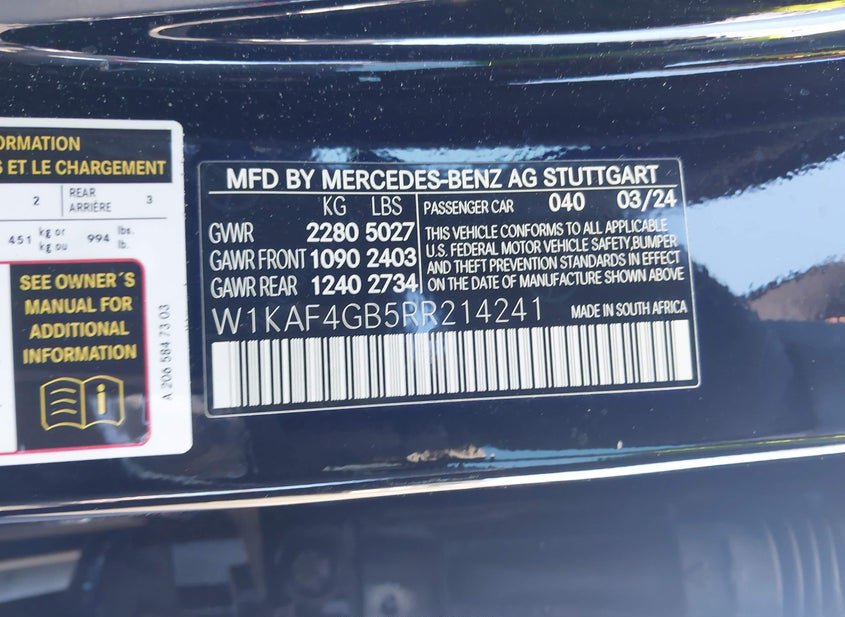 ORMATION
S ET LE CHARGEMENT
2 REAR ARRIÈRE 3
451 kg or kg ou 994 lbs. lb.
SEE OWNER´S
MANUAL FOR
ADDITIONAL
INFORMATION
A 206 584 73 03
MFD BY MERCEDES-BENZ AG STUTTGART
KG LBS
GVWR 2280 5027
GAWR FRONT 1090 2403
GAWR REAR 1240 2734
PASSENGER CAR 040 03/24
THIS VEHICLE CONFORMS TO ALL APPLICABLE
U.S. FEDERAL MOTOR VEHICLE SAFETY,BUMPER
AND THEFT PREVENTION STANDARDS IN EFFECT
ON THE DATE OF MANUFACTURE SHOWN ABOVE
W1KAF4GB5RR214241 MADE IN SOUTH AFRICA